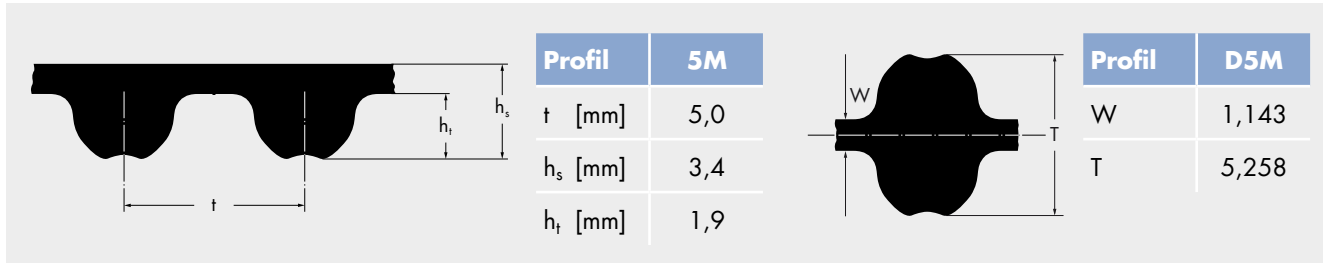 h_s
h_t
t
Profil 5M
t [mm] 5,0
h_s [mm] 3,4
h_t [mm] 1,9
W
T
Profil D5M
W 1,143
T 5,258